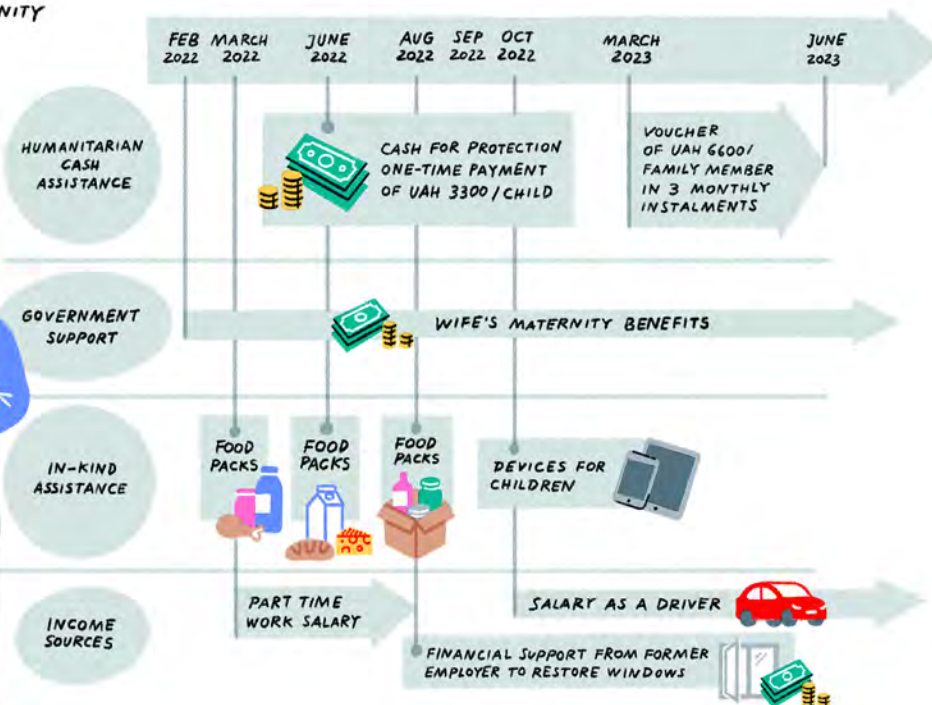 NITY
FEB MARCH JUNE AUG SEP OCT MARCH JUNE
2022 2022 2022 2022 2022 2022 2023 2023
HUMANITARIAN
CASH
ASSISTANCE
CASH FOR PROTECTION
ONE-TIME PAYMENT
OF UAH 3300/CHILD
VOUCHER
OF UAH 6600/
FAMILY MEMBER
IN 3 MONTHLY
INSTALMENTS
GOVERNMENT
SUPPORT
WIFE'S MATERNITY BENEFITS
IN-KIND
ASSISTANCE
FOOD
PACKS
FOOD
PACKS
FOOD
PACKS
DEVICES FOR
CHILDREN
INCOME
SOURCES
PART TIME
WORK SALARY
SALARY AS A DRIVER
FINANCIAL SUPPORT FROM FORMER
EMPLOYER TO RESTORE WINDOWS